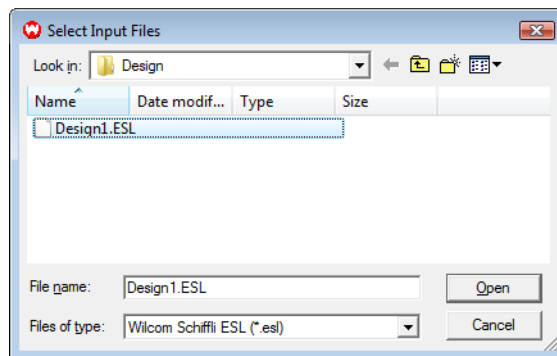 Select Input Files
Look in: Design
Name Date modif... Type Size
Design1.ESL
File name: Design1.ESL Open
Files of type: Wilcom Schiffli ESL (*.esl) Cancel